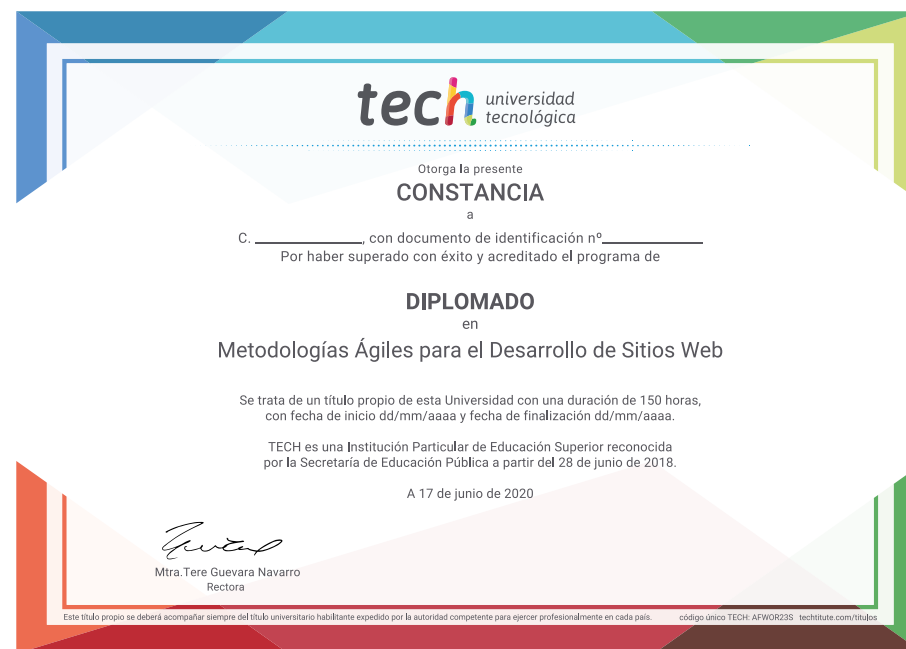 tech universidad tecnológica
Otorga la presente
CONSTANCIA
a
C. ____________, con documento de identificación nº____________
Por haber superado con éxito y acreditado el programa de
DIPLOMADO
en
Metodologías Ágiles para el Desarrollo de Sitios Web
Se trata de un título propio de esta Universidad con una duración de 150 horas,
con fecha de inicio dd/mm/aaaa y fecha de finalización dd/mm/aaaa.
TECH es una Institución Particular de Educación Superior reconocida
por la Secretaría de Educación Pública a partir del 28 de junio de 2018.
A 17 de junio de 2020
Mtra.Tere Guevara Navarro
Rectora
Este título propio se deberá acompañar siempre del título universitario habilitante expedido por la autoridad competente para ejercer profesionalmente en cada país. código único TECH: AFWOR23S techtitute.com/titulos